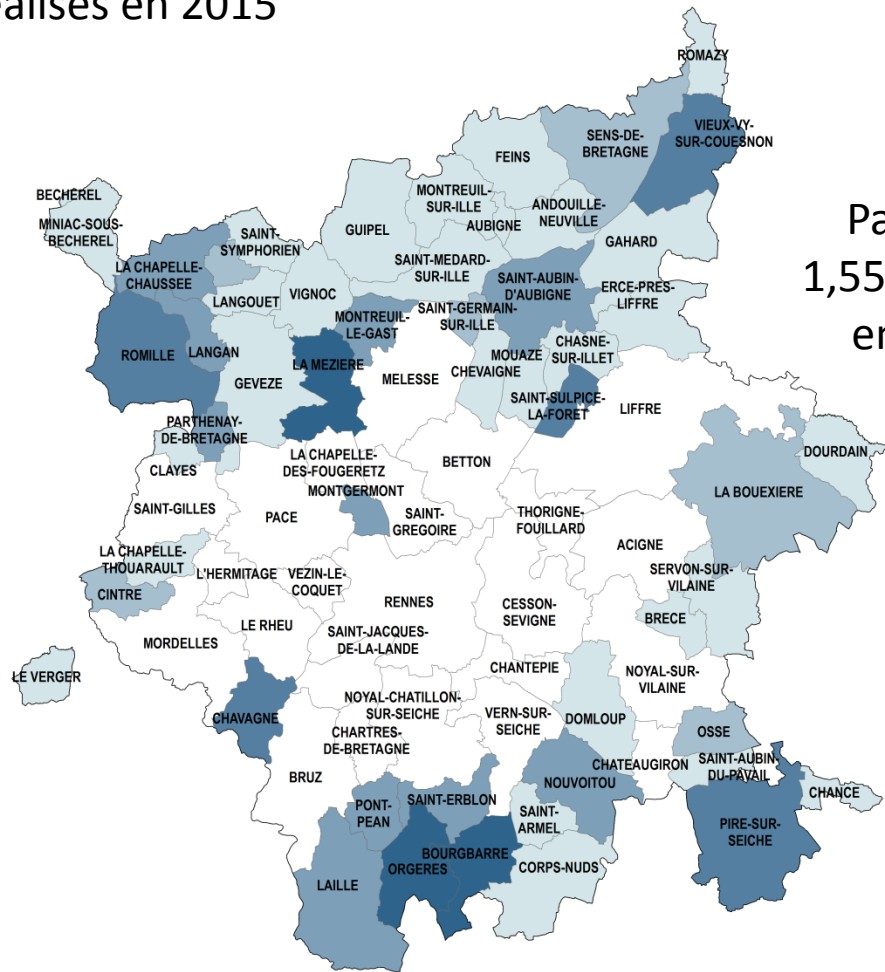 éalisés en 2015
ROMAZY
VIEUX-VY-
SUR-COUESNON
SENS-DE-
BRETAGNE
FEINS
BECHEREL
MONTREUIL-
SUR-ILLE
ANDOUILLE-
NEUVILLE
MINIAC-SOUS-
BECHEREL
SAINT-
SYMPHORIEN
GUIPEL
AUBIGNE
Pa
GAHARD
LA CHAPELLE-
CHAUSSEE
SAINT-MEDARD-
SUR-ILLE
SAINT-AUBIN-
D'AUBIGNE
1,55
ERCE-PRES-
LIFFRE
LANGOUET
VIGNOC
MONTREUIL-
LE-GAST
SAINT-GERMAIN-
SUR-ILLE
en
ROMILLE
LANGAN
LA MEZIERE
MELESSE
CHEVAIGNE
MOUAZE
CHASNE-
SUR-ILLET
GEVEZE
SAINT-SULPICE-
LA-FORET
LIFFRE
PARTHENAY-
DE-BRETAGNE
CLAYES
LA CHAPELLE-
DES-FOUGERETZ
BETTON
DOURDAIN
LA BOUEXIERE
MONTGERMONT
SAINT-GILLES
PACE
SAINT-
GREGOIRE
THORIGNE-
FOUILLARD
ACIGNE
LA CHAPELLE-
THOUARAULT
L'HERMITAGE
VEZIN-LE-
COQUET
SERVON-SUR-
VILAINE
CINTRE
RENNES
CESSON-
SEVIGNE
BRECE
LE RHEU
MORDELLES
SAINT-JACQUES-
DE-LA-LANDE
LE VERGER
CHANTEPIE
NOYAL-SUR-
VILAINE
NOYAL-CHATILLON-
SUR-SEICHE
CHAVAGNE
VERN-SUR-
SEICHE
DOMLOUP
OSSE
CHARTRES-
DE-BRETAGNE
CHATEAUGIRON
SAINT-AUBIN-
DU-PAVAIL
BRUZ
NOUVOITOU
CHANCE
PONT-
PEAN
SAINT-ERBLON
SAINT-
ARMEL
PIRE-SUR-
SEICHE
BOURGBARRE
ORGERES
CORPS-NUDS
LAILLE